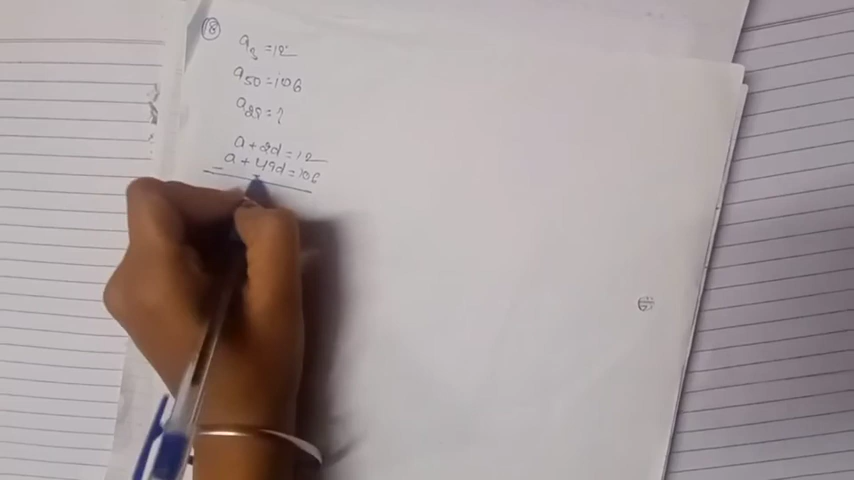 18
a3 = 12
a50 = 106
a29 = ?
a + 2d = 12
a + 49d = 106
-